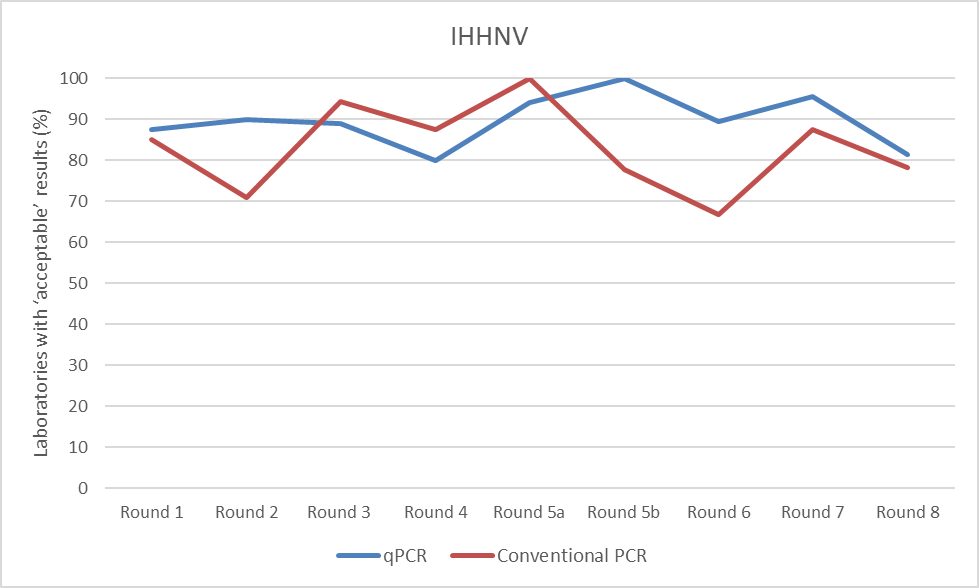 IHHNV
Laboratories with ‘acceptable’ results (%)
100
90
80
70
60
50
40
30
20
10
0
Round 1 Round 2 Round 3 Round 4 Round 5a Round 5b Round 6 Round 7 Round 8
qPCR Conventional PCR